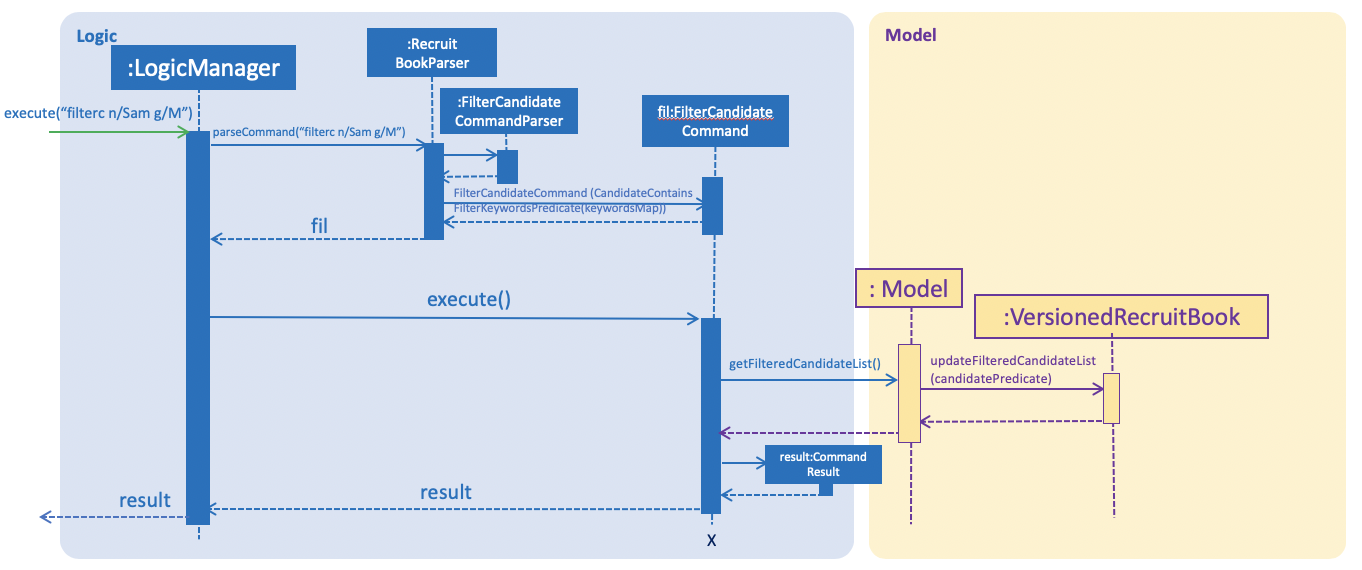 Logic
Model
:LogicManager
:Recruit
BookParser
:FilterCandidate
CommandParser
fil:FilterCandidate
Command
execute(“filterc n/Sam g/M”)
parseCommand(“filterc n/Sam g/M”)
FilterCandidateCommand (CandidateContains
FilterKeywordsPredicate(keywordsMap))
fil
execute()
: Model
:VersionedRecruitBook
getFilteredCandidateList()
updateFilteredCandidateList
(candidatePredicate)
result:Command
Result
result
result
X